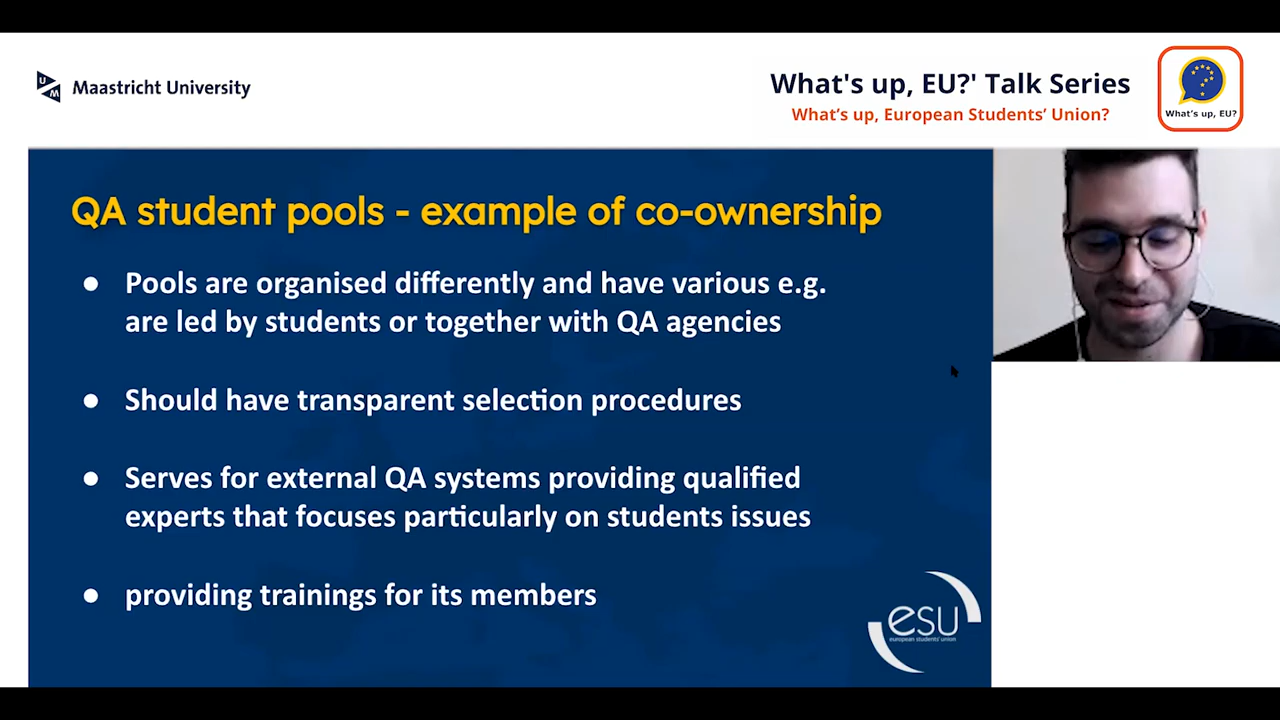 UM
Maastricht University
What's up, EU?' Talk Series
What's up, European Students' Union?
What's up, EU?
QA student pools - example of co-ownership
● Pools are organised differently and have various e.g.
are led by students or together with QA agencies
● Should have transparent selection procedures
● Serves for external QA systems providing qualified
experts that focuses particularly on students issues
● providing trainings for its members
esu
european students' union